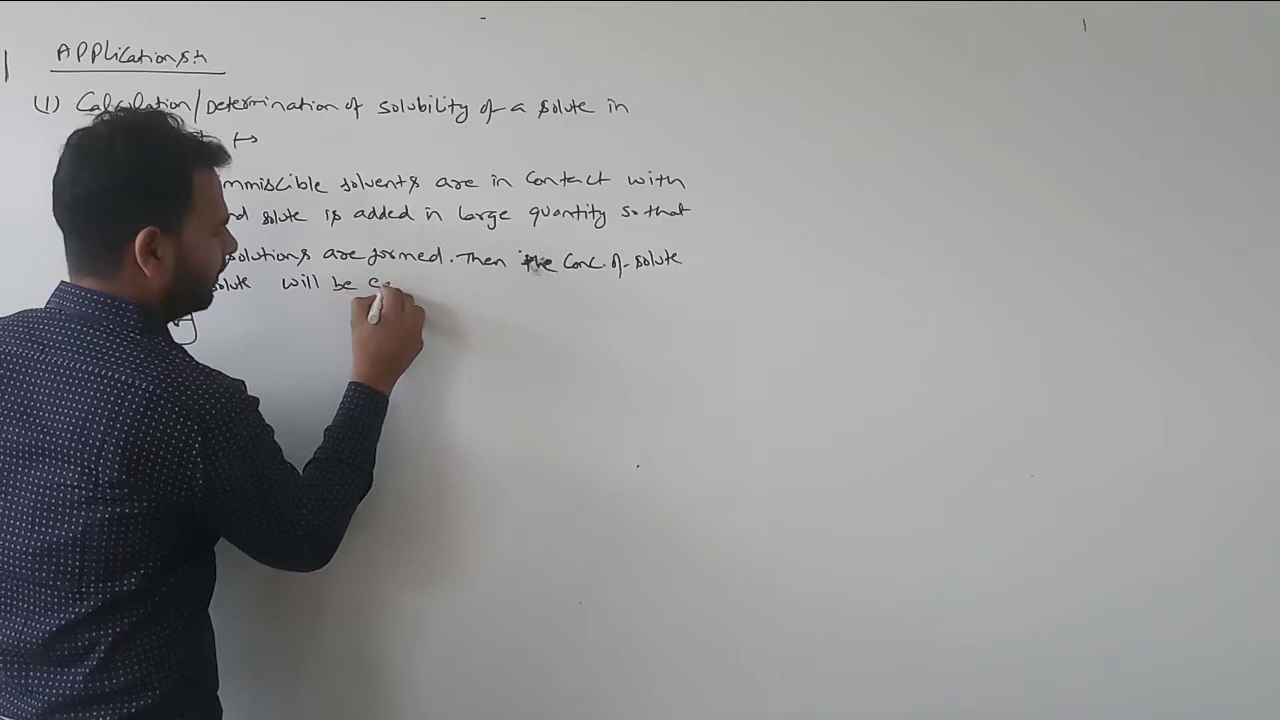 Applications:
(1) Calculation/Determination of solubility of a solute in
immiscible solvents are in contact with
solute is added in large quantity so that
solutions are formed. Then the Conc. of solute
solute will be